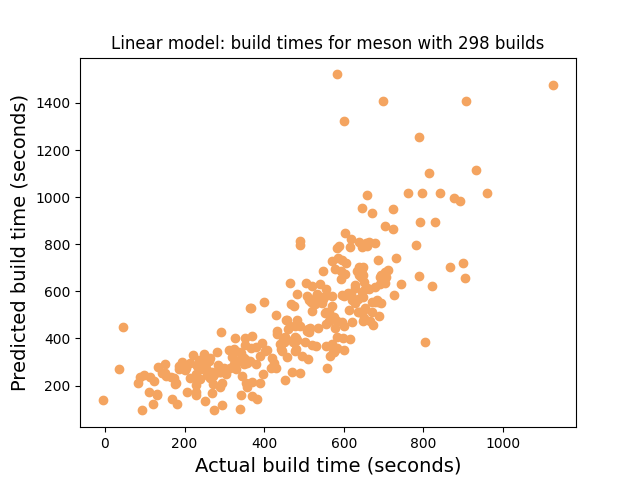 Linear model: build times for meson with 298 builds
Predicted build time (seconds)
1400
1200
1000
800
600
400
200
0 200 400 600 800 1000
Actual build time (seconds)